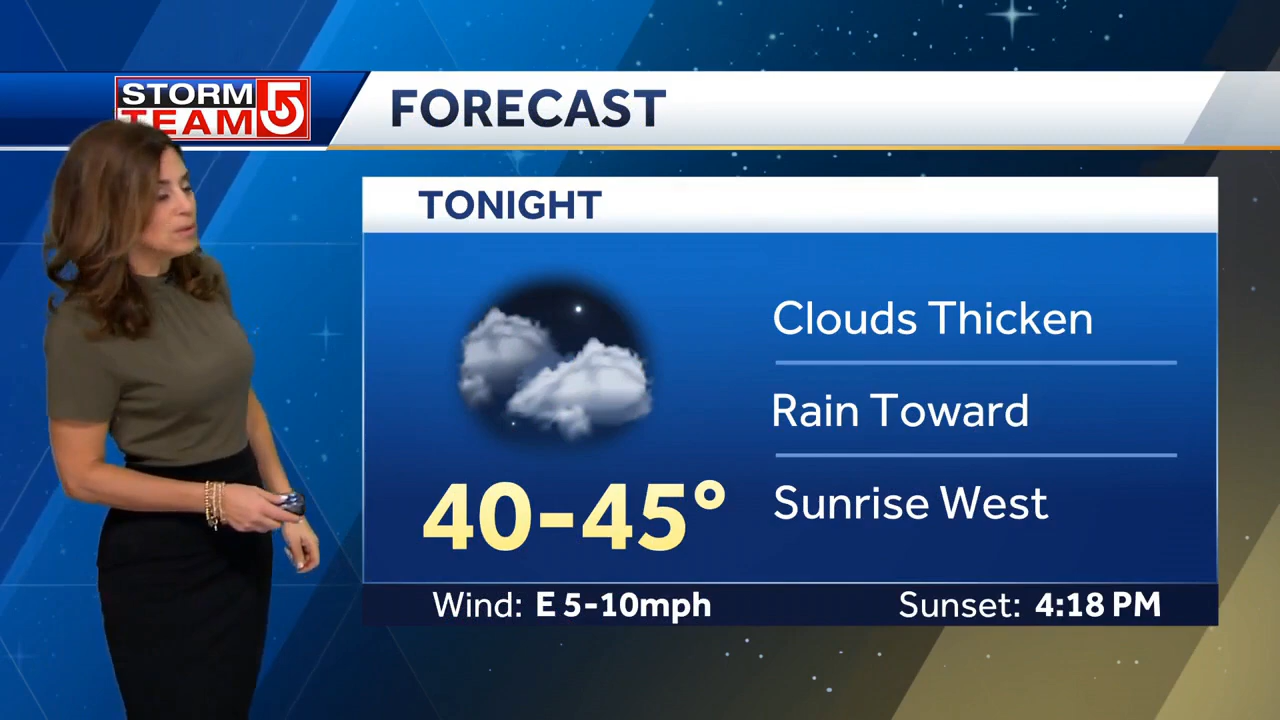 STORM
TEAM 5
FORECAST
TONIGHT
Clouds Thicken
Rain Toward
Sunrise West
40-45°
Wind: E 5-10mph
Sunset: 4:18 PM